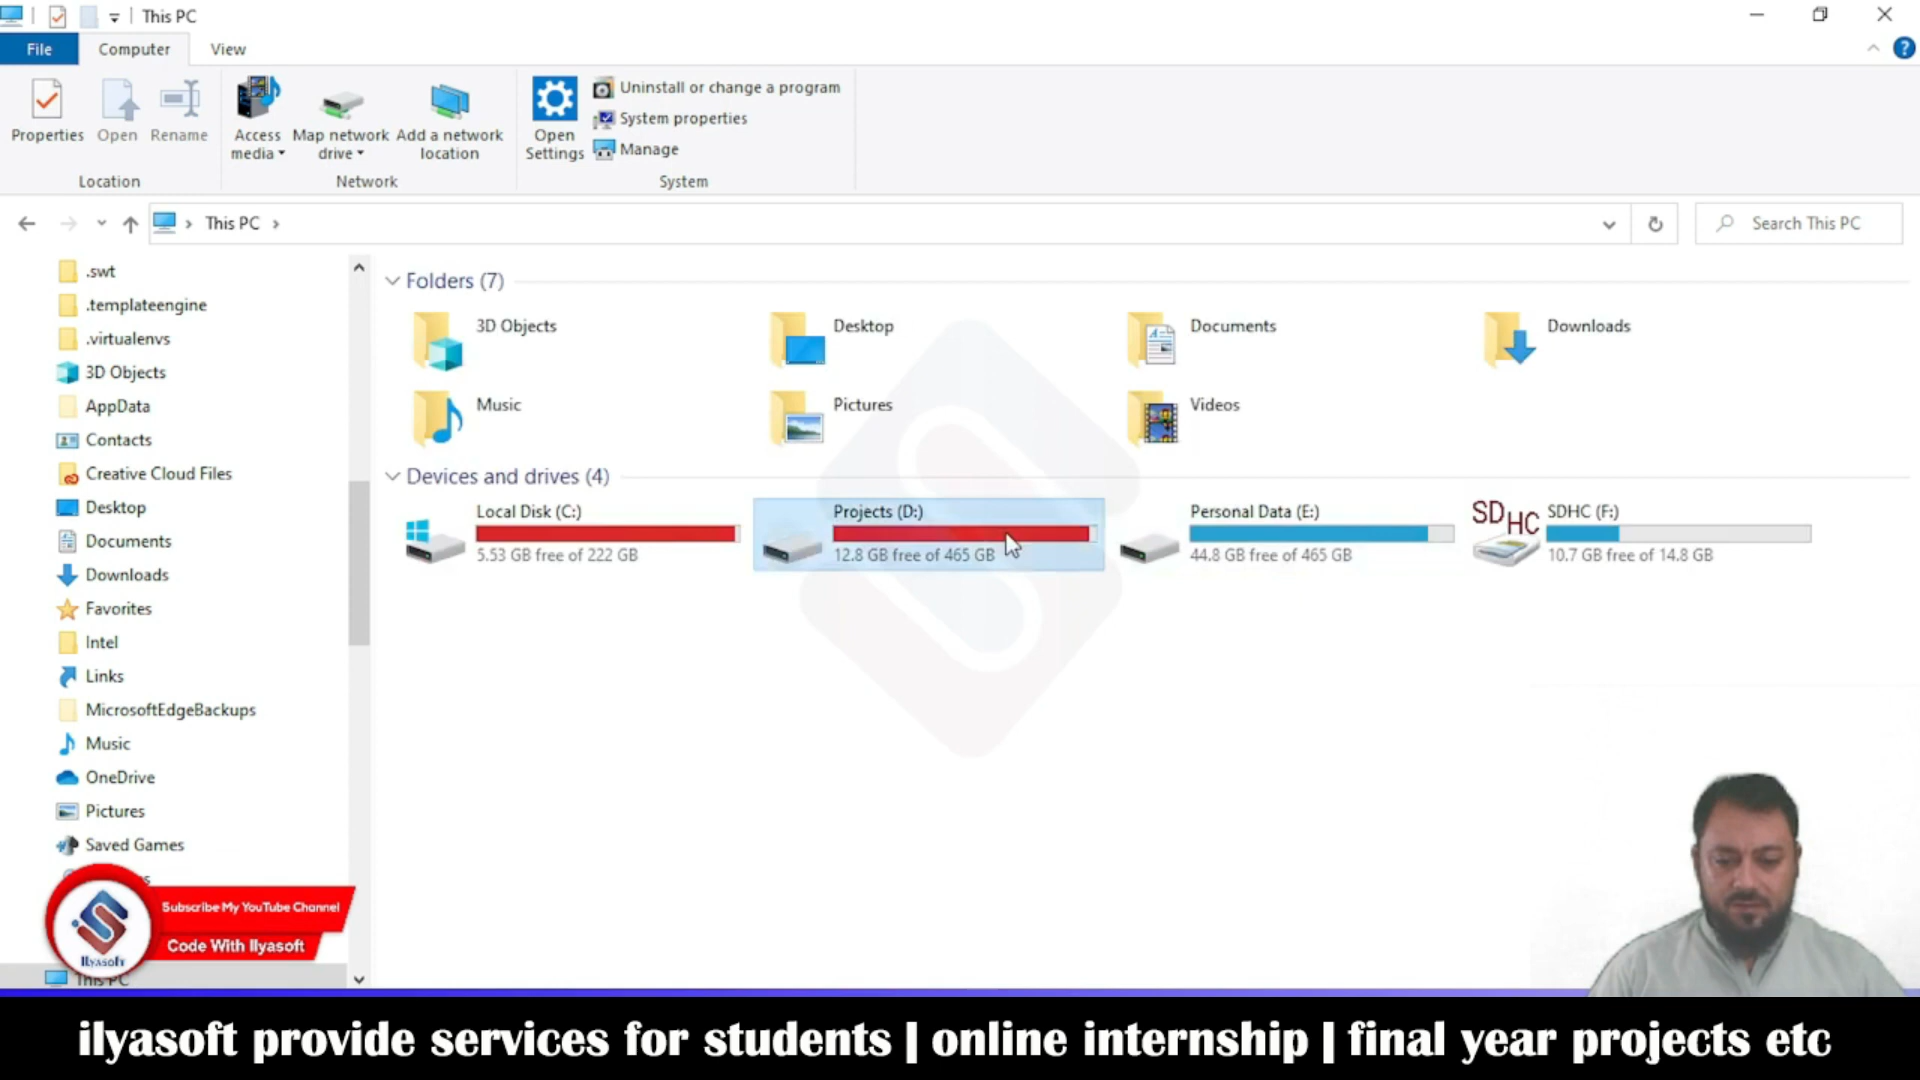 This PC
File
Computer
View
Properties
Open
Rename
Access media
Map network drive
Add a network location
Open Settings
Uninstall or change a program
System properties
Manage
Location
Network
System
This PC
Search This PC
.swt
.templateengine
.virtualenvs
3D Objects
AppData
Contacts
Creative Cloud Files
Desktop
Documents
Downloads
Favorites
Intel
Links
MicrosoftEdgeBackups
Music
OneDrive
Pictures
Saved Games
This PC
Folders (7)
3D Objects
Desktop
Documents
Downloads
Music
Pictures
Videos
Devices and drives (4)
Local Disk (C:)
5.53 GB free of 222 GB
Projects (D:)
12.8 GB free of 465 GB
Personal Data (E:)
44.8 GB free of 465 GB
SDHC
SDHC (F:)
10.7 GB free of 14.8 GB
Subscribe My YouTube Channel
Code With Ilyasoft
Ilyasoft
ilyasoft provide services for students | online internship | final year projects etc